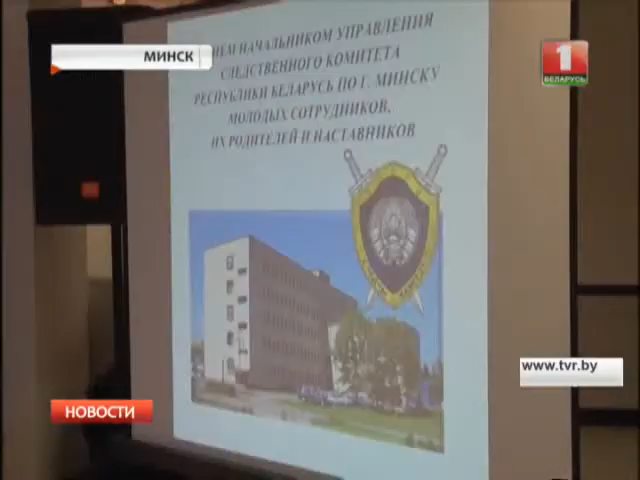 МИНСК
НАЧАЛЬНИКОМ УПРАВЛЕНИЯ
СЛЕДСТВЕННОГО КОМИТЕТА
РЕСПУБЛИКИ БЕЛАРУСЬ ПО Г. МИНСКУ
МОЛОДЫХ СОТРУДНИКОВ,
ИХ РОДИТЕЛЕЙ И НАСТАВНИКОВ
1
БЕЛАРУСЬ
www.tvr.by
НОВОСТИ